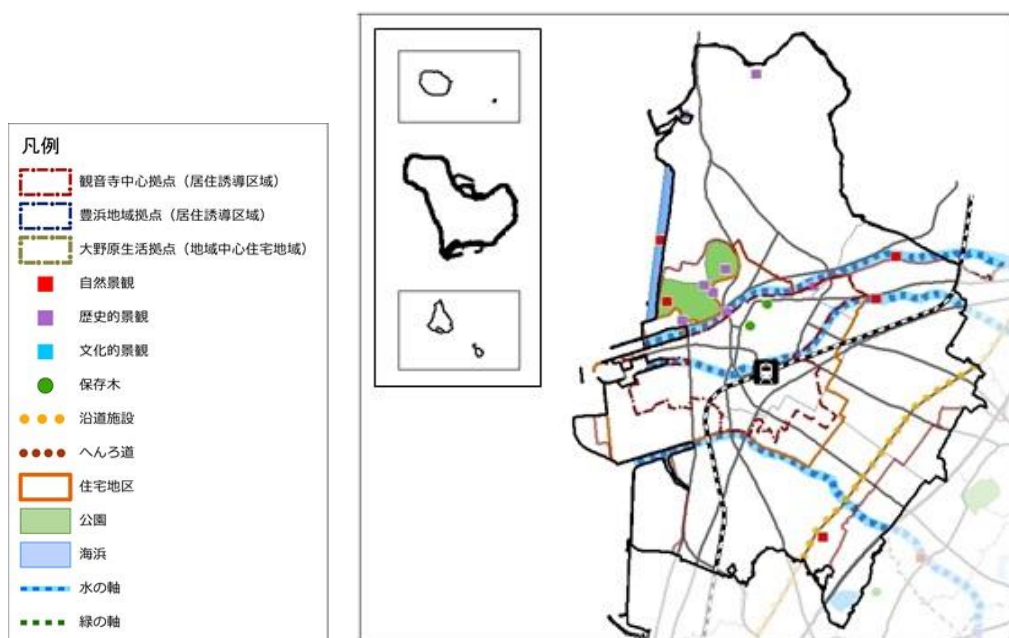 凡例
観音寺中心拠点（居住誘導区域）
豊浜地域拠点（居住誘導区域）
大野原生活拠点（地域中心住宅地域）
自然景観
歴史的景観
文化的景観
保存木
沿道施設
へんろ道
住宅地区
公園
海浜
水の軸
緑の軸